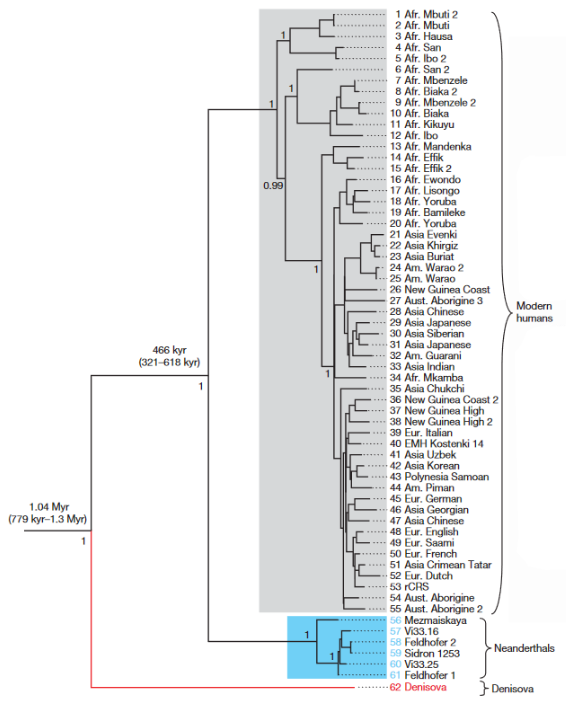 1 Afr. Mbuti 2
2 Afr. Mbuti
3 Afr. Hausa
4 Afr. San
5 Afr. Ibo 2
6 Afr. San 2
7 Afr. Mbenzele
8 Afr. Biaka 2
9 Afr. Mbenzele 2
10 Afr. Biaka
11 Afr. Kikuyu
12 Afr. Ibo
13 Afr. Mandenka
14 Afr. Effik
15 Afr. Effik 2
16 Afr. Ewondo
17 Afr. Lisongo
18 Afr. Yoruba
19 Afr. Bamileke
20 Afr. Yoruba
21 Asia Evenki
22 Asia Khirgiz
23 Asia Buriat
24 Am. Warao 2
25 Am. Warao
26 New Guinea Coast
27 Aust. Aborigine 3
28 Asia Chinese
29 Asia Japanese
30 Asia Siberian
31 Asia Japanese
32 Am. Guarani
33 Asia Indian
34 Afr. Mkamba
35 Asia Chukchi
36 New Guinea Coast 2
37 New Guinea High
38 New Guinea High 2
39 Eur. Italian
40 EMH Kostenki 14
41 Asia Uzbek
42 Asia Korean
43 Polynesia Samoan
44 Am. Piman
45 Eur. German
46 Asia Georgian
47 Asia Chinese
48 Eur. English
49 Eur. Saami
50 Eur. French
51 Asia Crimean Tatar
52 Eur. Dutch
53 rCRS
54 Aust. Aborigine
55 Aust. Aborigine 2
56 Mezmaiskaya
57 Vi33.16
58 Feldhofer 2
59 Sidron 1253
60 Vi33.25
61 Feldhofer 1
62 Denisova
Modern
humans
Neanderthals
Denisova
1
1
1
0.99
1
1
466 kyr
(321–618 kyr)
1
1.04 Myr
(779 kyr–1.3 Myr)
1
1
1